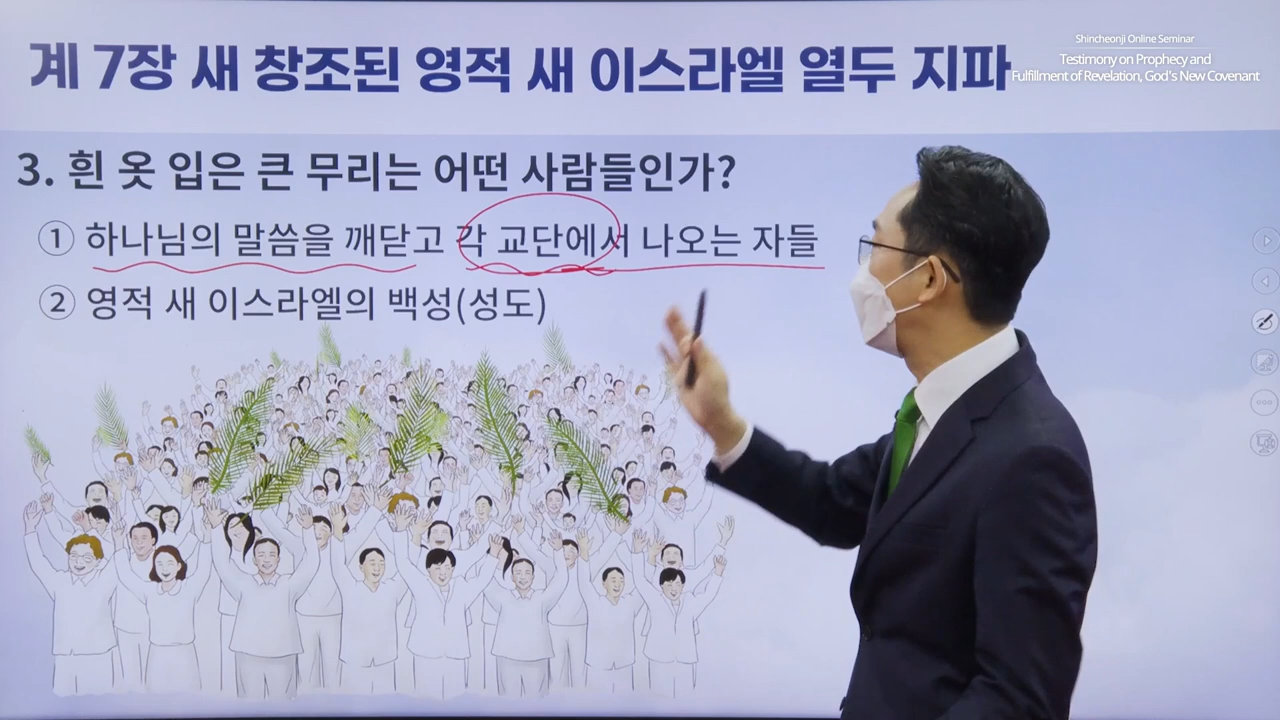 계 7장 새 창조된 영적 새 이스라엘 열두 지파
Shincheonji Online Seminar
Testimony on Prophecy and
Fulfillment of Revelation, God's New Covenant
3. 흰 옷 입은 큰 무리는 어떤 사람들인가?
① 하나님의 말씀을 깨닫고 각 교단에서 나오는 자들
② 영적 새 이스라엘의 백성(성도)